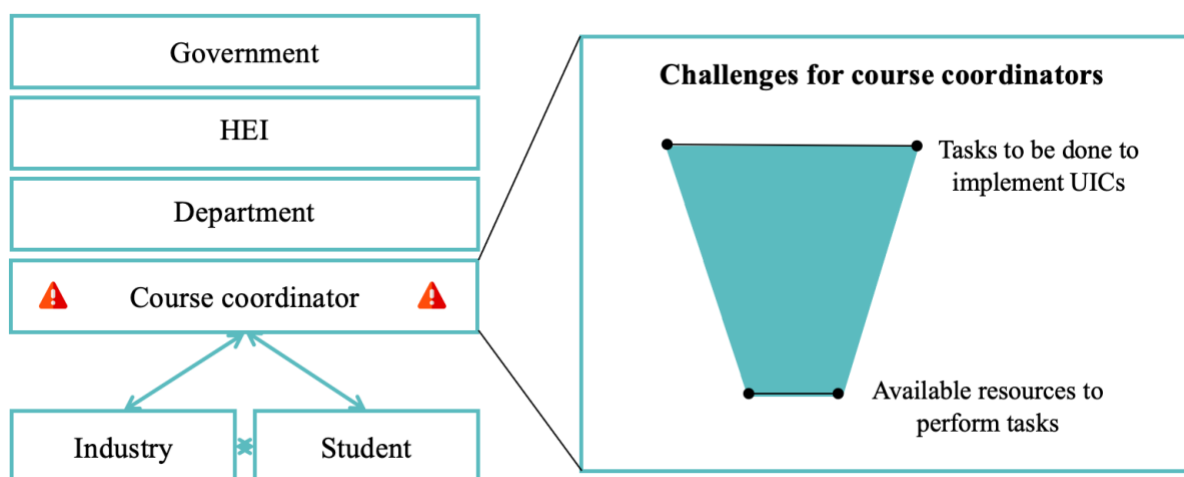 Government
HEI
Department
Course coordinator
Industry
Student
Challenges for course coordinators
Tasks to be done to
implement UICs
Available resources to
perform tasks